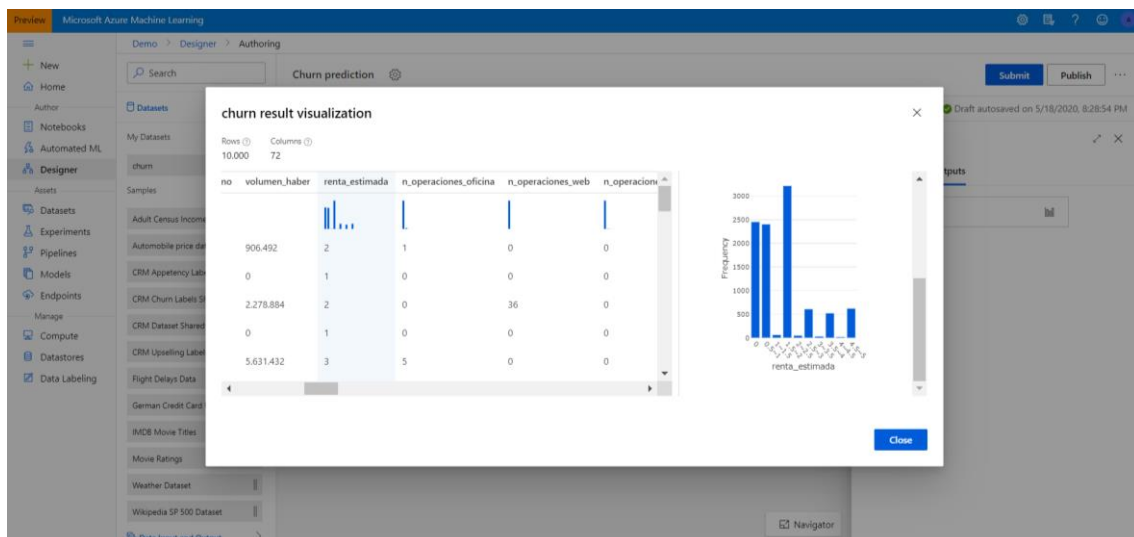 Preview Microsoft Azure Machine Learning
Demo > Designer > Authoring
New
Home
Author
Notebooks
Automated ML
Designer
Assets
Datasets
Experiments
Pipelines
Models
Endpoints
Manage
Compute
Datastores
Data Labeling
Search
Datasets
My Datasets
churn
Samples
Adult Census Income
Automobile price
CRM Appetency
CRM Churn Labels
CRM Dataset Shared
CRM Upselling Label
Flight Delays Data
German Credit Card
IMDB Movie Titles
Movie Ratings
Weather Dataset
Wikipedia SP 500 Dataset
Churn prediction
Submit Publish ...
Draft autosaved on 5/18/2020, 8:28:54 PM
tputs
churn result visualization
Rows Columns
10.000 72
no volumen_haber renta_estimada n_operaciones_oficina n_operaciones_web n_operacion
906.492 2 1 0 0
0 1 0 0 0
2.278.884 2 0 36 0
0 1 0 0 0
5.631.432 3 5 0 0
Frequency
3000
2500
2000
1500
1000
500
0
renta_estimada
Close
Navigator